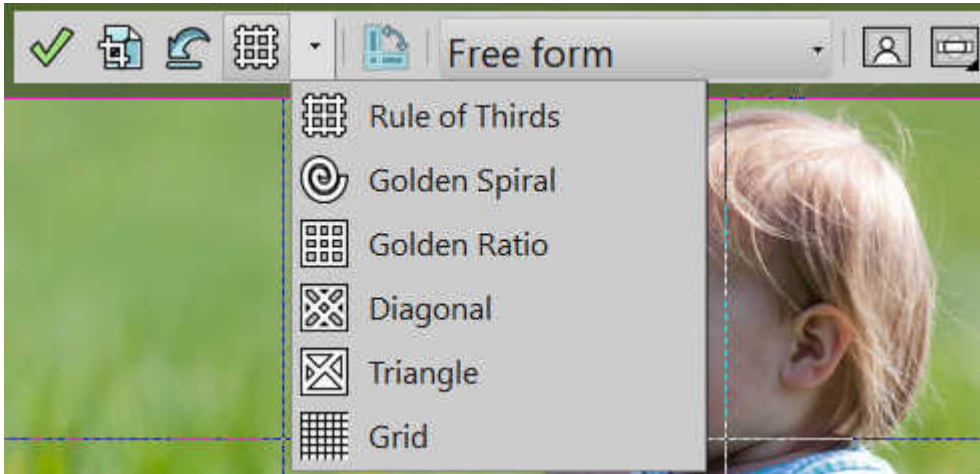 Free form
Rule of Thirds
Golden Spiral
Golden Ratio
Diagonal
Triangle
Grid